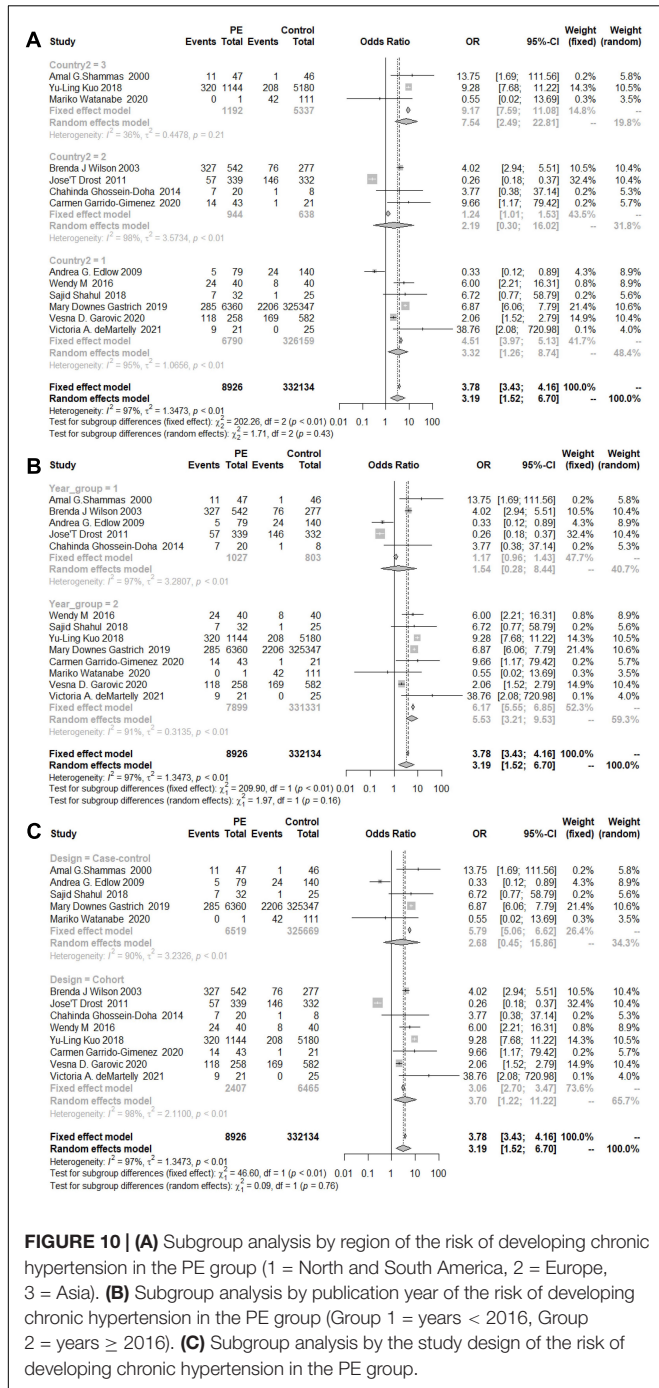 A
PE Control Weight Weight
Study Events Total Events Total Odds Ratio OR 95%-CI (fixed) (random)
Country2 = 3
Amal G.Shammas 2000 11 47 1 46 13.75 [1.69; 111.56] 0.2% 5.8%
Yu-Ling Kuo 2018 320 1144 208 5180 9.28 [7.68; 11.22] 14.3% 10.5%
Mariko Watanabe 2020 0 1 42 111 0.55 [0.02; 13.69] 0.3% 3.5%
Fixed effect model 1192 5337 9.17 [7.59; 11.08] 14.8% --
Random effects model 7.54 [2.49; 22.81] -- 19.8%
Heterogeneity: I² = 36%, τ² = 0.4478, p = 0.21
Country2 = 2
Brenda J Wilson 2003 327 542 76 277 4.02 [2.94; 5.51] 10.5% 10.4%
Jose'T Drost 2011 57 339 146 332 0.26 [0.18; 0.37] 32.4% 10.4%
Chahinda Ghossein-Doha 2014 7 20 1 8 3.77 [0.38; 37.14] 0.2% 5.3%
Carmen Garrido-Gimenez 2020 14 43 1 21 9.66 [1.17; 79.42] 0.2% 5.7%
Fixed effect model 944 638 1.24 [1.01; 1.53] 43.5% --
Random effects model 2.19 [0.30; 16.02] -- 31.8%
Heterogeneity: I² = 98%, τ² = 3.5734, p < 0.01
Country2 = 1
Andrea G. Edlow 2009 5 79 24 140 0.33 [0.12; 0.89] 4.3% 8.9%
Wendy M 2016 24 40 8 40 6.00 [2.21; 16.31] 0.8% 8.9%
Sajid Shahul 2018 7 32 1 25 6.72 [0.77; 58.79] 0.2% 5.6%
Mary Downes Gastrich 2019 285 6360 2206 325347 6.87 [6.06; 7.79] 21.4% 10.5%
Vesna D. Garovic 2020 118 258 169 582 2.06 [1.52; 2.79] 14.9% 10.4%
Victoria A. deMartelly 2021 9 21 0 25 38.76 [2.08; 720.98] 0.1% 4.0%
Fixed effect model 6790 326159 4.51 [3.97; 5.13] 41.7% --
Random effects model 3.32 [1.26; 8.74] -- 48.4%
Heterogeneity: I² = 95%, τ² = 1.0656, p < 0.01
Fixed effect model 8926 332134 3.78 [3.43; 4.16] 100.0% --
Random effects model 3.19 [1.52; 6.70] -- 100.0%
Heterogeneity: I² = 97%, τ² = 1.3473, p < 0.01
Test for subgroup differences (fixed effect): χ²₂ = 202.26, df = 2 (p < 0.01) 0.01 0.1 1 10 100
Test for subgroup differences (random effects): χ²₂ = 1.71, df = 2 (p = 0.43)
B
PE Control Weight Weight
Study Events Total Events Total Odds Ratio OR 95%-CI (fixed) (random)
Year_group = 1
Amal G.Shammas 2000 11 47 1 46 13.75 [1.69; 111.56] 0.2% 5.8%
Brenda J Wilson 2003 327 542 76 277 4.02 [2.94; 5.51] 10.5% 10.4%
Andrea G. Edlow 2009 5 79 24 140 0.33 [0.12; 0.89] 4.3% 8.9%
Jose'T Drost 2011 57 339 146 332 0.26 [0.18; 0.37] 32.4% 10.4%
Chahinda Ghossein-Doha 2014 7 20 1 8 3.77 [0.38; 37.14] 0.2% 5.3%
Fixed effect model 1027 803 1.17 [0.96; 1.43] 47.7% --
Random effects model 1.54 [0.28; 8.44] -- 40.7%
Heterogeneity: I² = 97%, τ² = 3.2807, p < 0.01
Year_group = 2
Wendy M 2016 24 40 8 40 6.00 [2.21; 16.31] 0.8% 8.9%
Sajid Shahul 2018 7 32 1 25 6.72 [0.77; 58.79] 0.2% 5.6%
Yu-Ling Kuo 2018 320 1144 208 5180 9.28 [7.68; 11.22] 14.3% 10.5%
Mary Downes Gastrich 2019 285 6360 2206 325347 6.87 [6.06; 7.79] 21.4% 10.5%
Carmen Garrido-Gimenez 2020 14 43 1 21 9.66 [1.17; 79.42] 0.2% 5.7%
Mariko Watanabe 2020 0 1 42 111 0.55 [0.02; 13.69] 0.3% 3.5%
Vesna D. Garovic 2020 118 258 169 582 2.06 [1.52; 2.79] 14.9% 10.4%
Victoria A. deMartelly 2021 9 21 0 25 38.76 [2.08; 720.98] 0.1% 4.0%
Fixed effect model 7899 331331 6.17 [5.55; 6.85] 52.3% --
Random effects model 5.53 [3.21; 9.53] -- 59.3%
Heterogeneity: I² = 91%, τ² = 0.3135, p < 0.01
Fixed effect model 8926 332134 3.78 [3.43; 4.16] 100.0% --
Random effects model 3.19 [1.52; 6.70] -- 100.0%
Heterogeneity: I² = 97%, τ² = 1.3473, p < 0.01
Test for subgroup differences (fixed effect): χ²₁ = 209.90, df = 1 (p < 0.01) 0.01 0.1 1 10 100
Test for subgroup differences (random effects): χ²₁ = 1.97, df = 1 (p = 0.16)
C
PE Control Weight Weight
Study Events Total Events Total Odds Ratio OR 95%-CI (fixed) (random)
Design = Case-control
Amal G.Shammas 2000 11 47 1 46 13.75 [1.69; 111.56] 0.2% 5.8%
Andrea G. Edlow 2009 5 79 24 140 0.33 [0.12; 0.89] 4.3% 8.9%
Sajid Shahul 2018 7 32 1 25 6.72 [0.77; 58.79] 0.2% 5.6%
Mary Downes Gastrich 2019 285 6360 2206 325347 6.87 [6.06; 7.79] 21.4% 10.5%
Mariko Watanabe 2020 0 1 42 111 0.55 [0.02; 13.69] 0.3% 3.5%
Fixed effect model 6519 325669 5.79 [5.06; 6.62] 26.4% --
Random effects model 2.68 [0.45; 15.86] -- 34.3%
Heterogeneity: I² = 90%, τ² = 3.2326, p < 0.01
Design = Cohort
Brenda J Wilson 2003 327 542 76 277 4.02 [2.94; 5.51] 10.5% 10.4%
Jose'T Drost 2011 57 339 146 332 0.26 [0.18; 0.37] 32.4% 10.4%
Chahinda Ghossein-Doha 2014 7 20 1 8 3.77 [0.38; 37.14] 0.2% 5.3%
Wendy M 2016 24 40 8 40 6.00 [2.21; 16.31] 0.8% 8.9%
Yu-Ling Kuo 2018 320 1144 208 5180 9.28 [7.68; 11.22] 14.3% 10.5%
Carmen Garrido-Gimenez 2020 14 43 1 21 9.66 [1.17; 79.42] 0.2% 5.7%
Vesna D. Garovic 2020 118 258 169 582 2.06 [1.52; 2.79] 14.9% 10.4%
Victoria A. deMartelly 2021 9 21 0 25 38.76 [2.08; 720.98] 0.1% 4.0%
Fixed effect model 2407 6465 3.06 [2.70; 3.47] 73.6% --
Random effects model 3.70 [1.22; 11.22] -- 65.7%
Heterogeneity: I² = 98%, τ² = 2.1100, p < 0.01
Fixed effect model 8926 332134 3.78 [3.43; 4.16] 100.0% --
Random effects model 3.19 [1.52; 6.70] -- 100.0%
Heterogeneity: I² = 97%, τ² = 1.3473, p < 0.01
Test for subgroup differences (fixed effect): χ²₁ = 46.60, df = 1 (p < 0.01) 0.01 0.1 1 10 100
Test for subgroup differences (random effects): χ²₁ = 0.09, df = 1 (p = 0.76)
FIGURE 10 | (A) Subgroup analysis by region of the risk of developing chronic
hypertension in the PE group (1 = North and South America, 2 = Europe,
3 = Asia). (B) Subgroup analysis by publication year of the risk of developing
chronic hypertension in the PE group (Group 1 = years < 2016, Group
2 = years ≥ 2016). (C) Subgroup analysis by the study design of the risk of
developing chronic hypertension in the PE group.